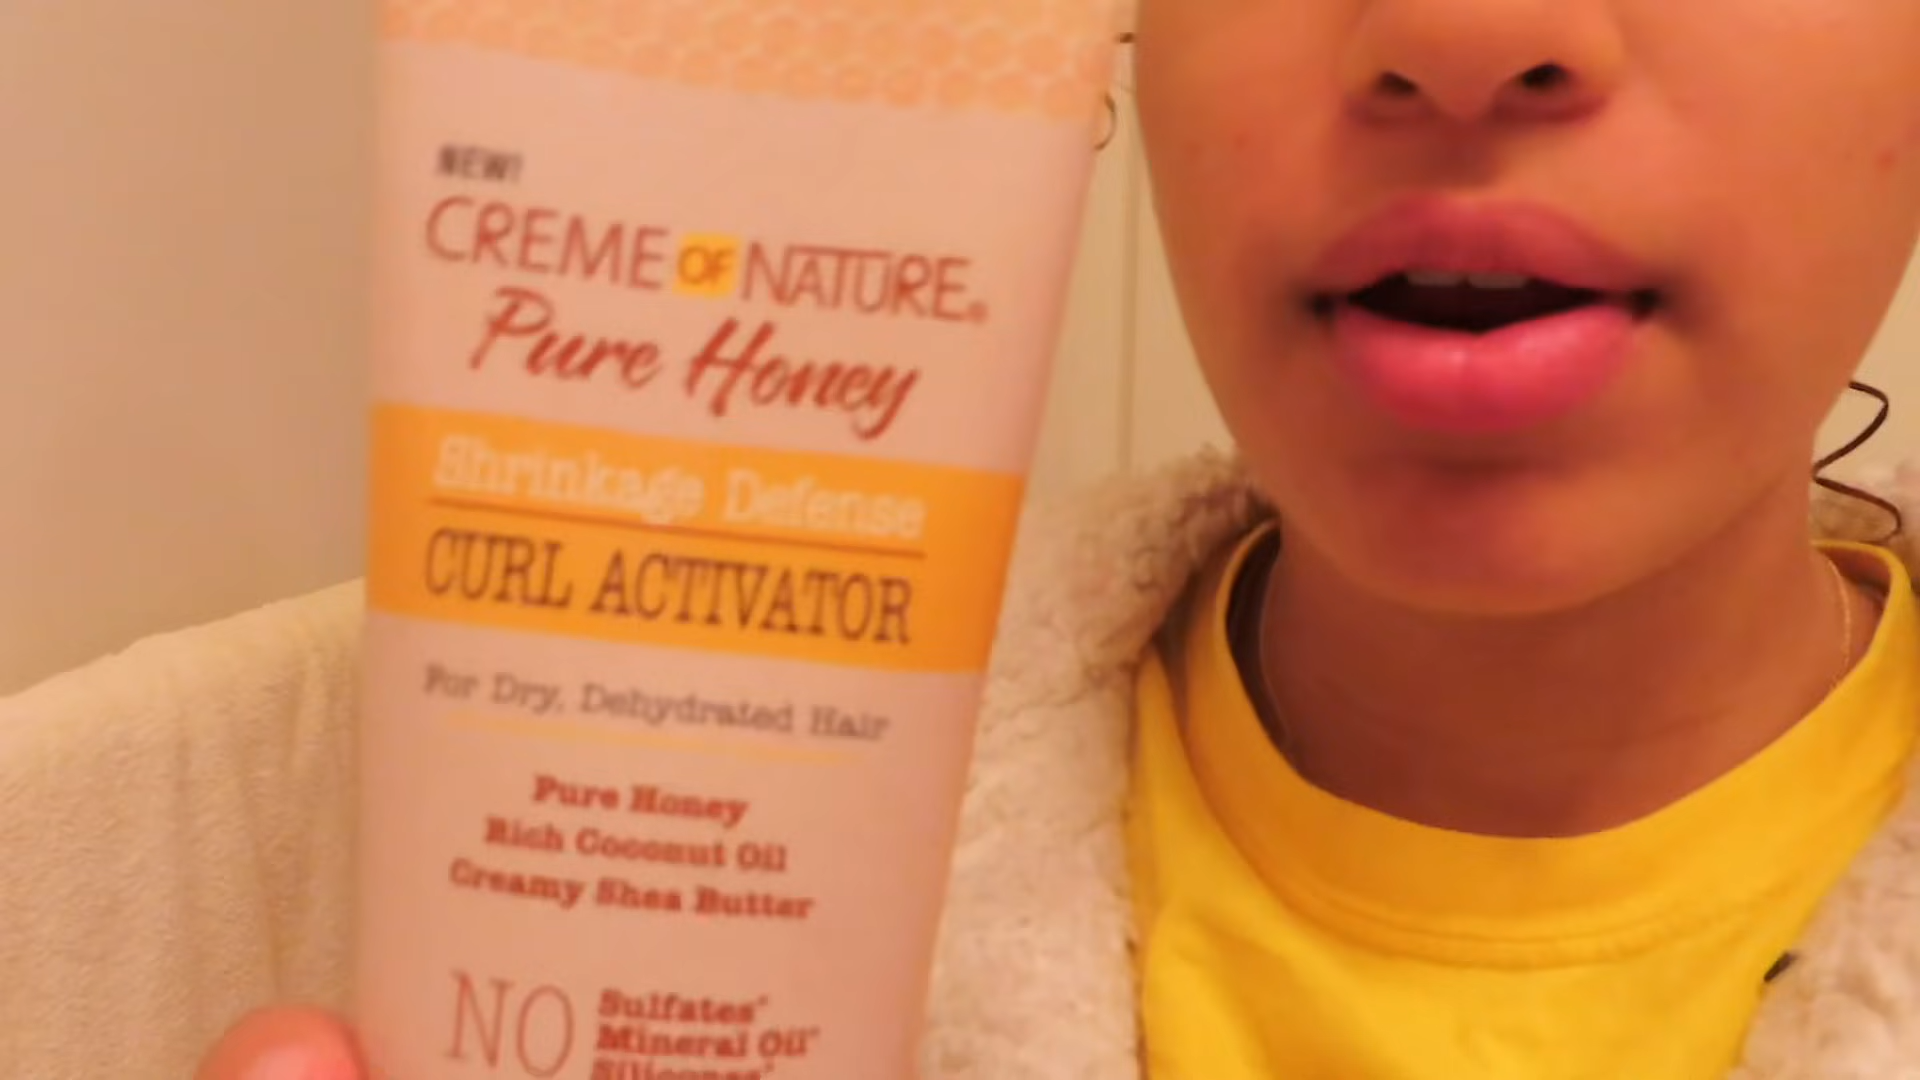 NEW!
CREME OF NATURE®
Pure Honey
Shrinkage Defense
CURL ACTIVATOR
For Dry, Dehydrated Hair
Pure Honey
Rich Coconut Oil
Creamy Shea Butter
NO Sulfates*
Mineral Oil*
Silicones*